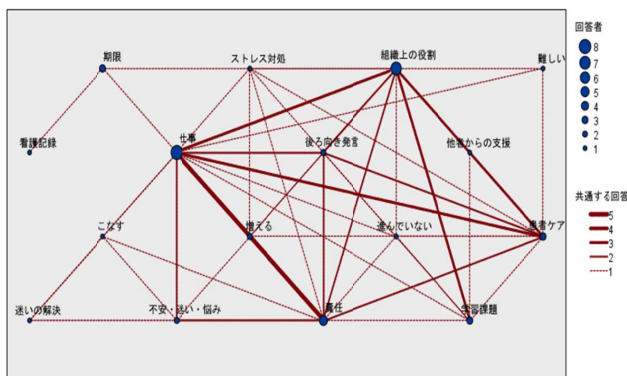 回答者
期限
ストレス対処
組織上の役割
難しい
8
7
6
5
4
3
2
1
看護記録
仕事
後ろ向き発言
他者からの支援
共通する回答
5
4
3
2
1
こなす
増える
進んでいない
患者ケア
迷いの解決
不安・迷い・悩み
責任
学習課題